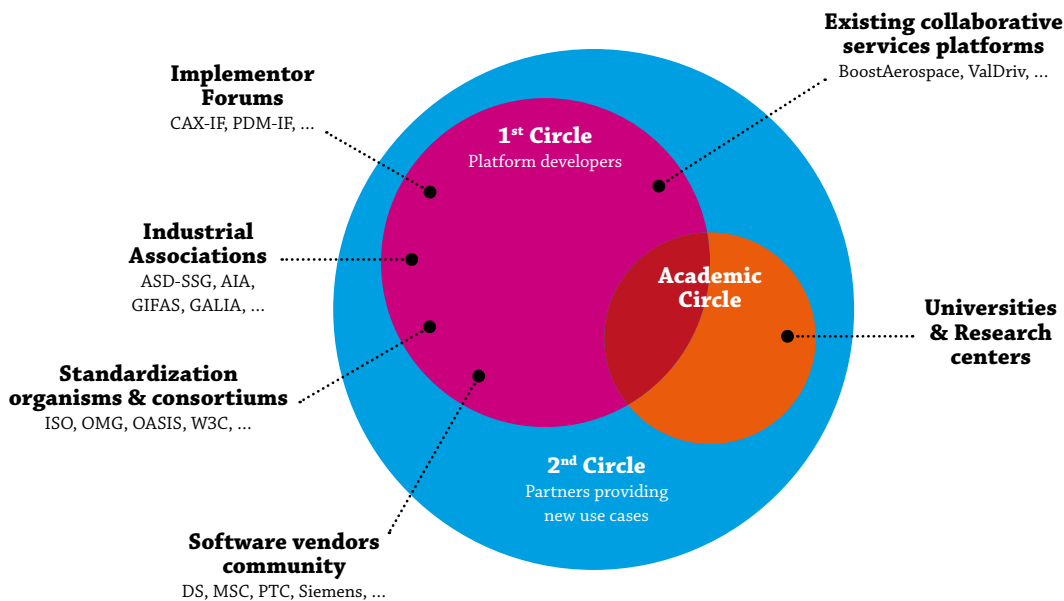 Existing collaborative
services platforms
BoostAerospace, ValDriv, ...
Implementor
Forums
CAX-IF, PDM-IF, ...
1st Circle
Platform developers
Industrial
Associations
ASD-SSG, AIA,
GIFAS, GALIA, ...
Academic
Circle
Universities
& Research
centers
Standardization
organisms & consortiums
ISO, OMG, OASIS, W3C, ...
2nd Circle
Partners providing
new use cases
Software vendors
community
DS, MSC, PTC, Siemens, ...